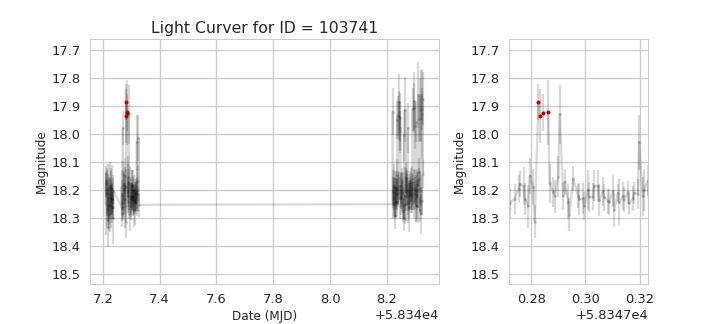 Light Curver for ID = 103741
Magnitude
17.7
17.8
17.9
18.0
18.1
18.2
18.3
18.4
18.5
7.2 7.4 7.6 7.8 8.0 8.2
Date (MJD)
+5.834e4
Magnitude
17.7
17.8
17.9
18.0
18.1
18.2
18.3
18.4
18.5
0.28 0.30 0.32
+5.8347e4